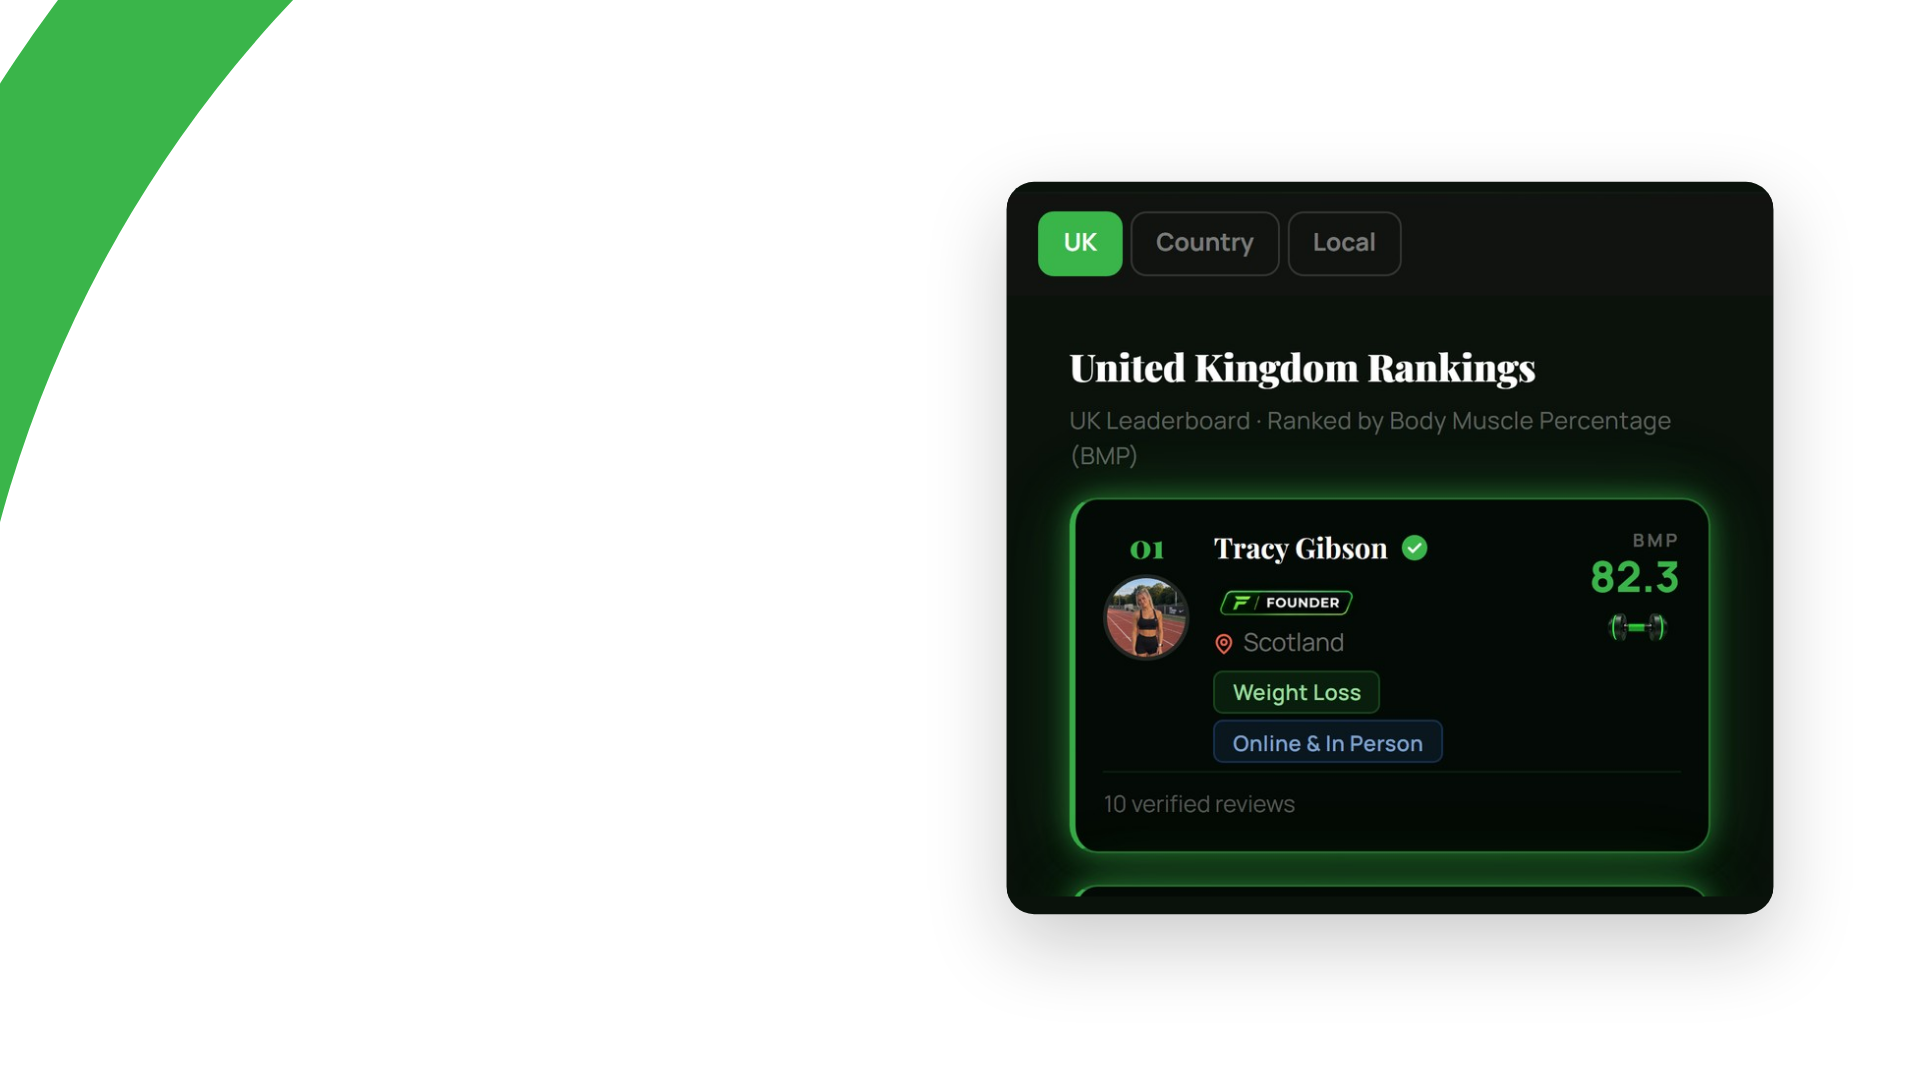 UK Country Local
United Kingdom Rankings
UK Leaderboard · Ranked by Body Muscle Percentage
(BMP)
01
Tracy Gibson
BMP
82.3
FOUNDER
Scotland
Weight Loss
Online & In Person
10 verified reviews